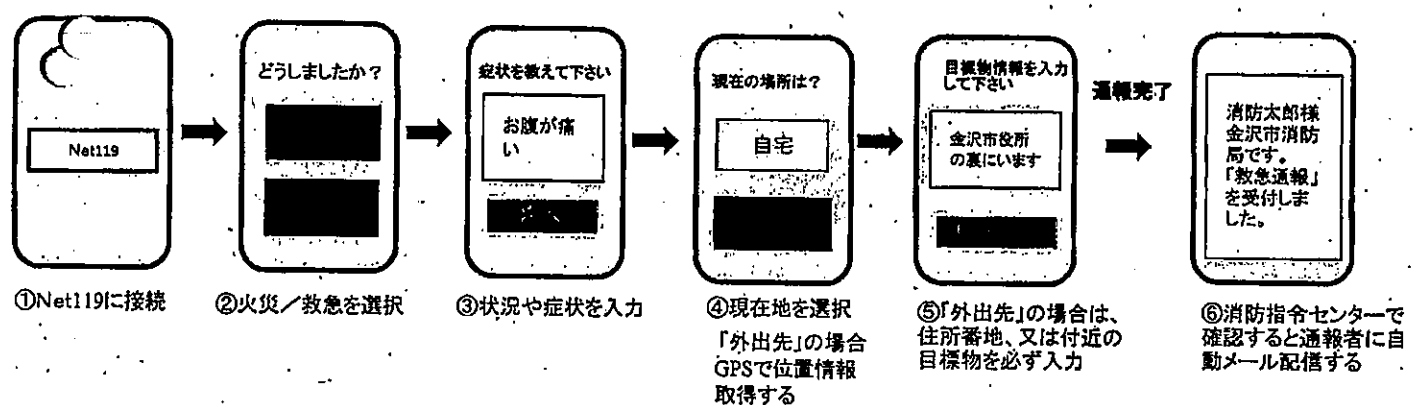 Net119
①Net119に接続
どうしましたか？
②火災／救急を選択
症状を教えて下さい
お腹が痛
い
③状況や症状を入力
現在の場所は？
自宅
④現在地を選択
「外出先」の場合
GPSで位置情報
取得する
目標物情報を入力
して下さい
金沢市役所
の裏にいます
⑤「外出先」の場合は、
住所番地、又は付近の
目標物を必ず入力
通報完了
消防太郎様
金沢市消防
局です。
「救急通報」
を受付しま
した。
⑥消防指令センターで
確認すると通報者に自
動メール配信する